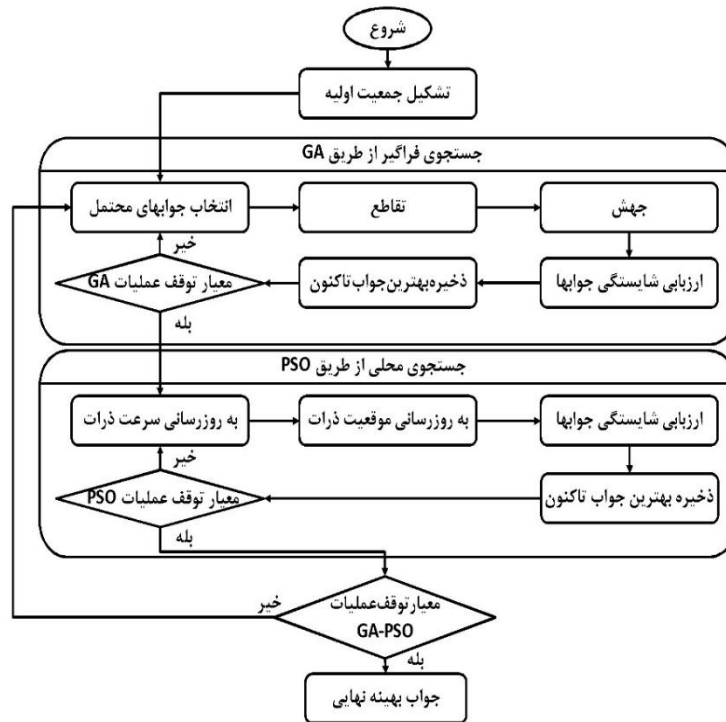 شروع
تشکیل جمعیت اولیه
جستجوی فراگیر از طریق GA
انتخاب جوابهای محتمل
تقاطع
جهش
خیر
معیار توقف عملیات GA
ذخیره بهترین جواب تاکنون
ارزیابی شایستگی جوابها
بله
جستجوی محلی از طریق PSO
به روزرسانی سرعت ذرات
به روزرسانی موقعیت ذرات
ارزیابی شایستگی جوابها
خیر
معیار توقف عملیات PSO
ذخیره بهترین جواب تاکنون
بله
خیر
معیار توقف عملیات
GA-PSO
بله
جواب بهینه نهایی